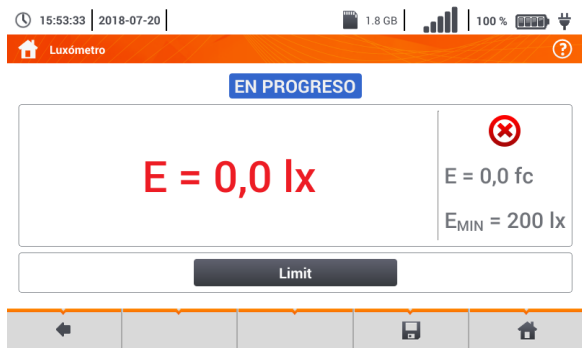 15:53:33 2018-07-20 1.8 GB 100 %
Luxómetro ?
EN PROGRESO
E = 0,0 lx
E = 0,0 fc
EMIN = 200 lx
Limit